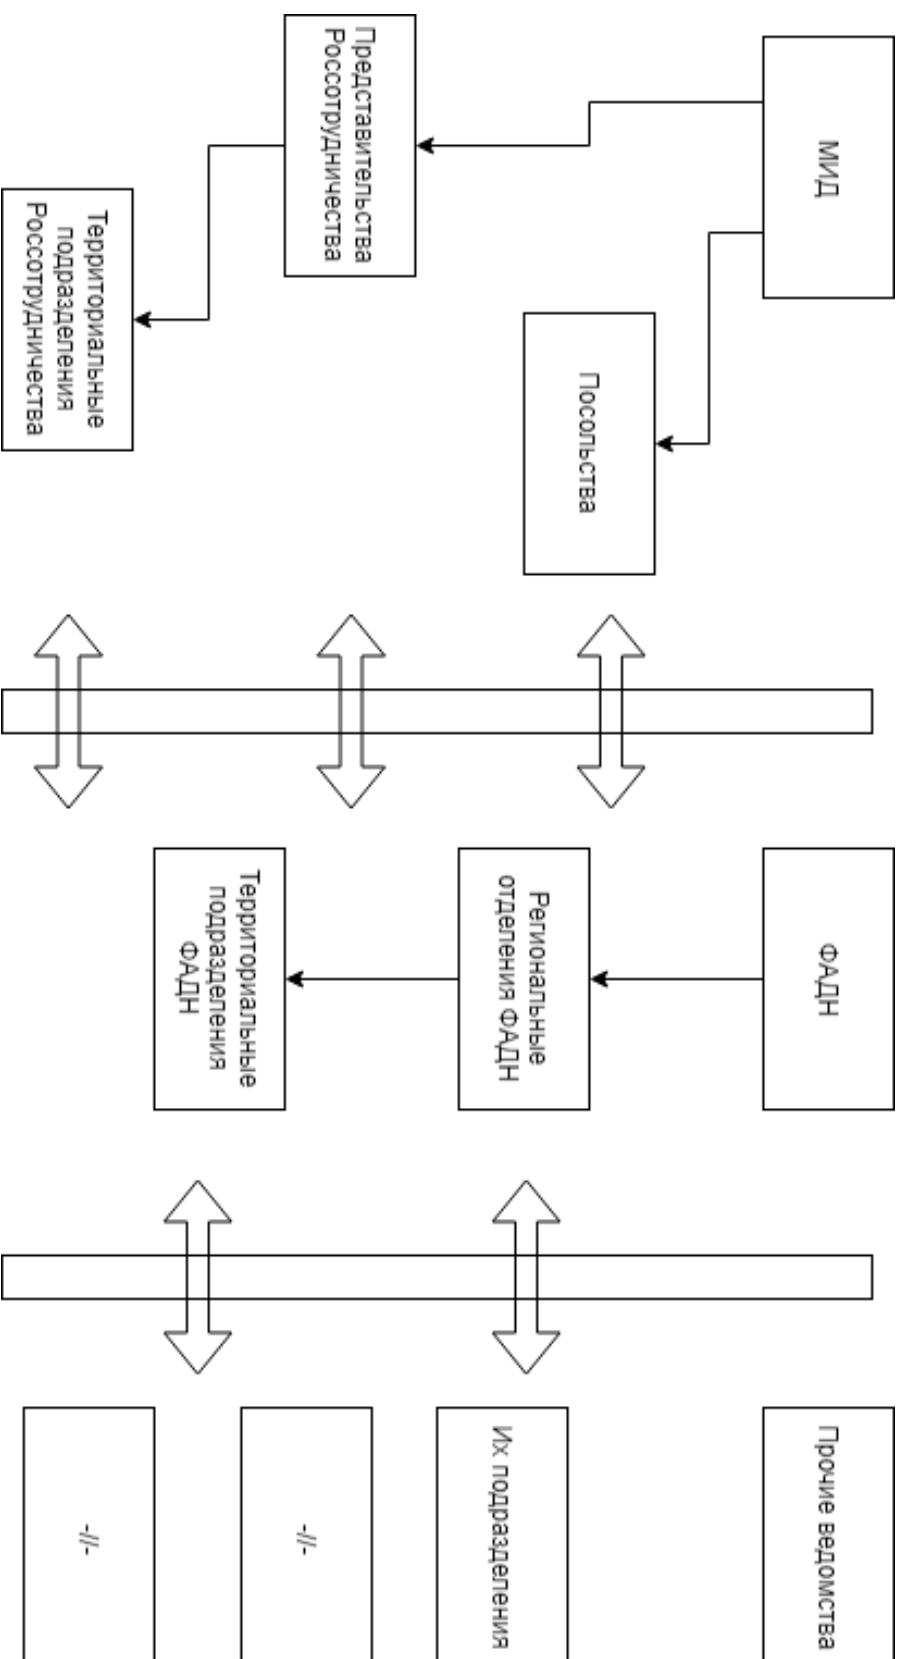 МИД
Посольства
Представительства
Россотрудничества
Территориальные
подразделения
Россотрудничества
ФАДН
Региональные
отделения ФАДН
Территориальные
подразделения
ФАДН
Прочие ведомства
Их подразделения
-//-
-//-